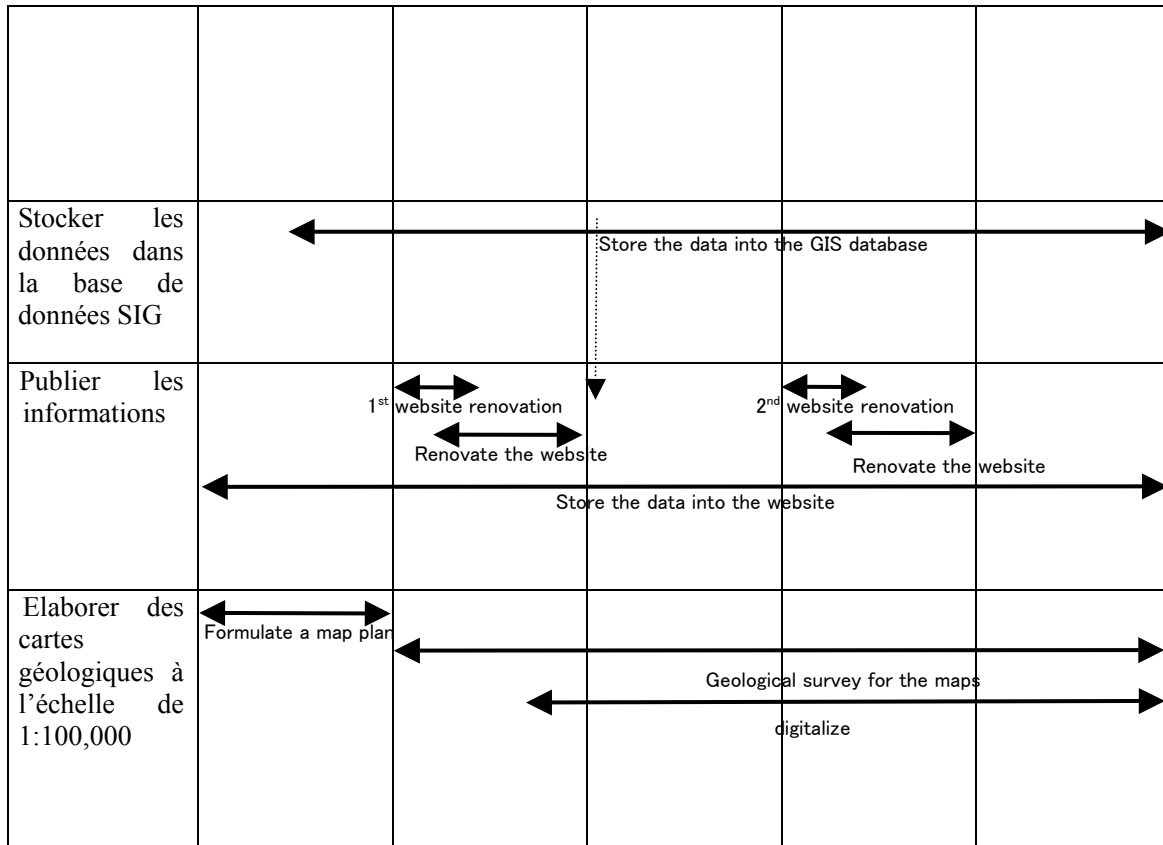 Stocker les
données dans
la base de
données SIG
Store the data into the GIS database
Publier les
informations
1st website renovation
2nd website renovation
Renovate the website
Renovate the website
Store the data into the website
Elaborer des
cartes
géologiques à
l’échelle de
1:100,000
Formulate a map plan
Geological survey for the maps
digitalize